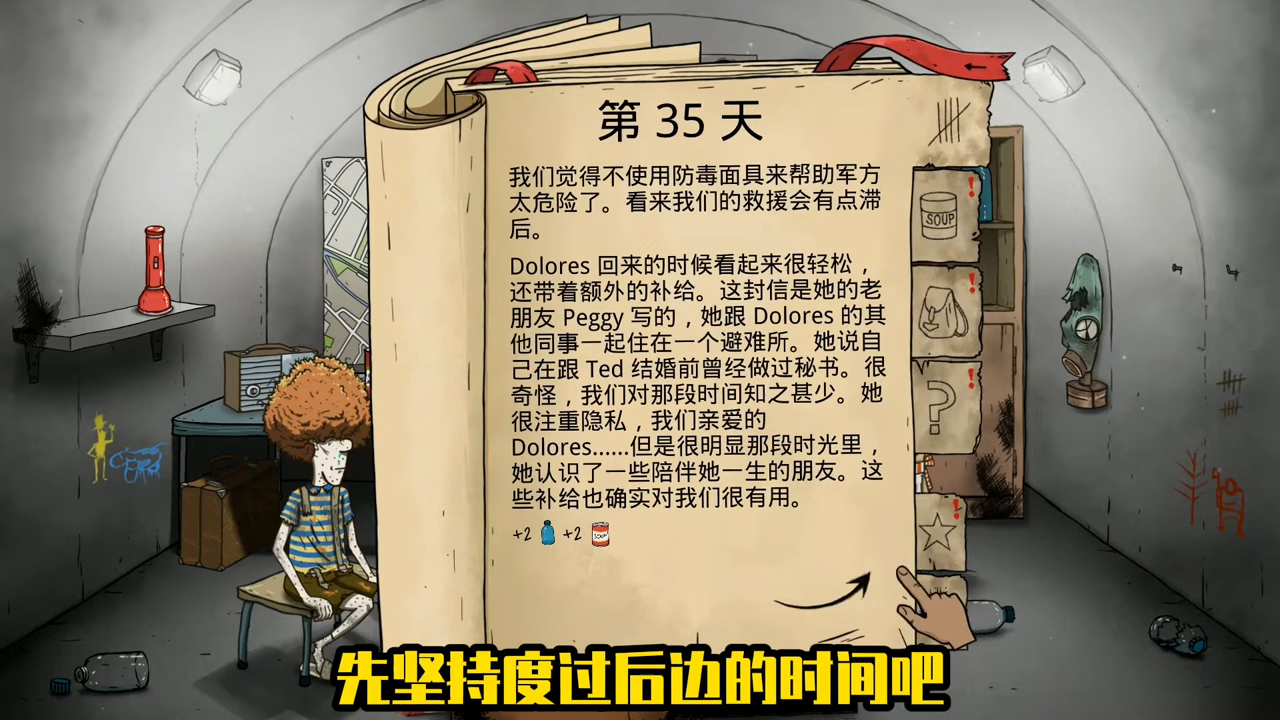 第 35 天
我们觉得不使用防毒面具来帮助军方
太危险了。看来我们的救援会有点滞
后。
Dolores 回来的时候看起来很轻松，
还带着额外的补给。这封信是她的老
朋友 Peggy 写的，她跟 Dolores 的其
他同事一起住在一个避难所。她说自
己在跟 Ted 结婚前曾经做过秘书。很
奇怪，我们对那段时间知之甚少。她
很注重隐私，我们亲爱的
Dolores......但是很明显那段时光里，
她认识了一些陪伴她一生的朋友。这
些补给也确实对我们很有用。
+2 +2 SOUP
SOUP
!
!
?
!
!
先坚持度过后边的时间吧